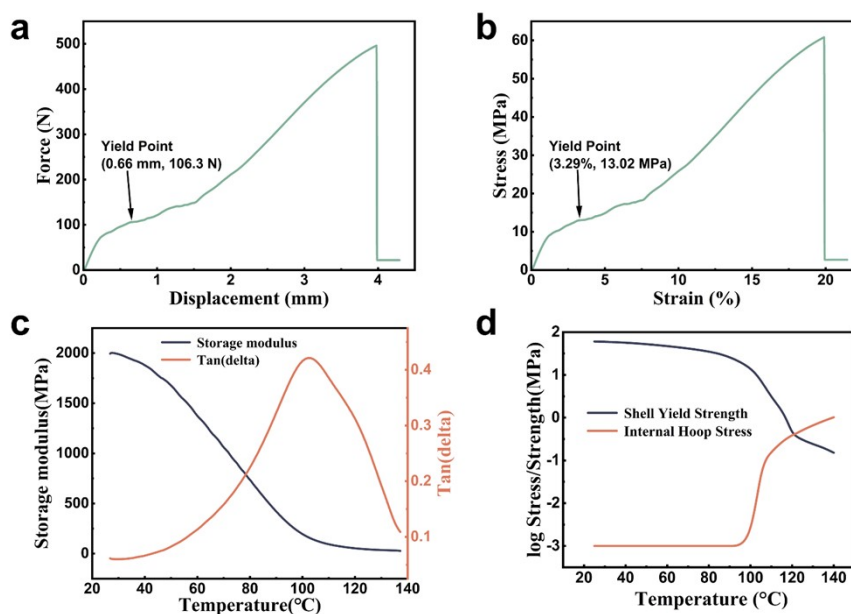 a
Force (N)
500
400
300
200
100
0
Yield Point
(0.66 mm, 106.3 N)
0 1 2 3 4
Displacement (mm)
b
Stress (MPa)
60
50
40
30
20
10
0
Yield Point
(3.29%, 13.02 MPa)
0 5 10 15 20
Strain (%)
c
Storage modulus(MPa)
2000
1750
1250
750
500
0
Storage modulus
Tan(delta)
0.4
0.3
0.2
0.1
Tan(delta)
20 40 60 80 100 120 140
Temperature(°C)
d
log Stress/Strength(MPa)
2
1
0
-1
-2
-3
Shell Yield Strength
Internal Hoop Stress
20 40 60 80 100 120 140
Temperature (°C)